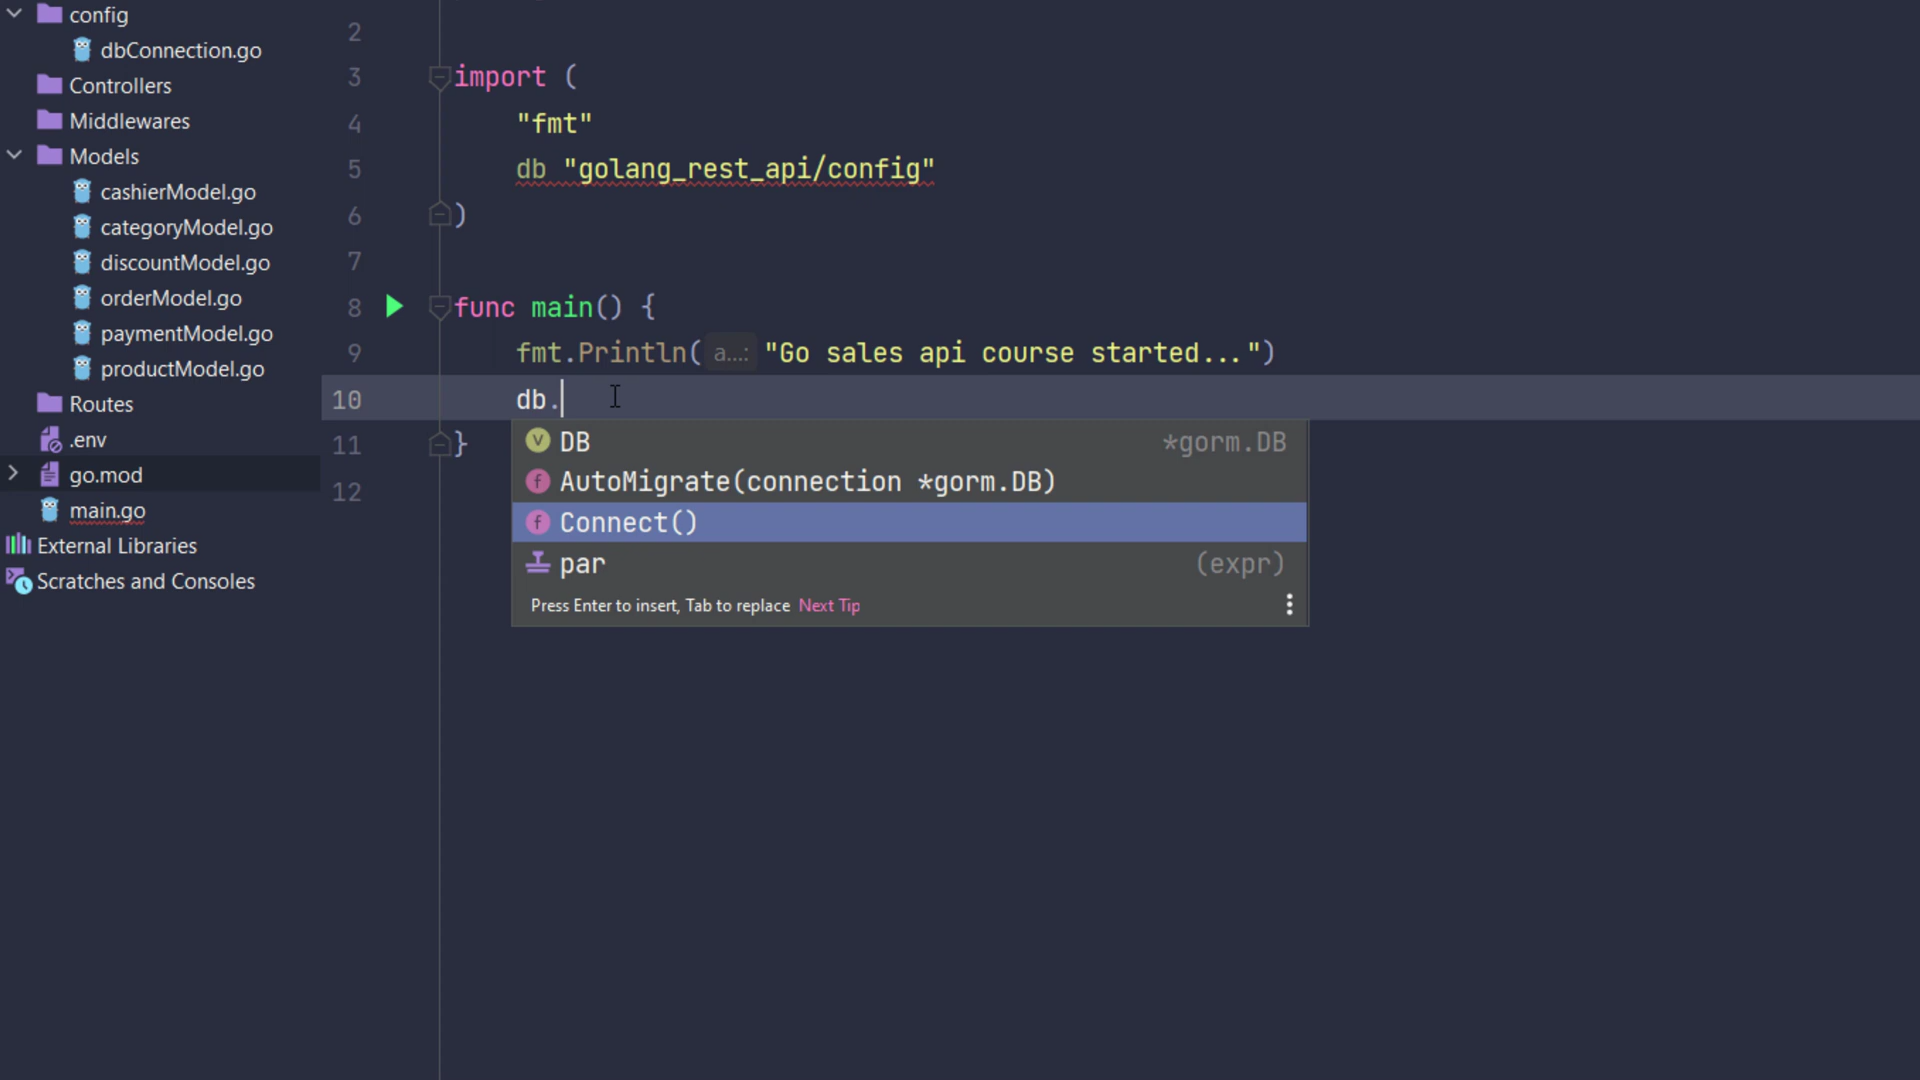 config
dbConnection.go
Controllers
Middlewares
Models
cashierModel.go
categoryModel.go
discountModel.go
orderModel.go
paymentModel.go
productModel.go
Routes
.env
go.mod
main.go
External Libraries
Scratches and Consoles
2
3 import (
4 "fmt"
5 db "golang_rest_api/config"
6 )
7
8 func main() {
9 fmt.Println( a...: "Go sales api course started...")
10 db.
11 }
12
DB *gorm.DB
AutoMigrate(connection *gorm.DB)
Connect()
par (expr)
Press Enter to insert, Tab to replace Next Tip